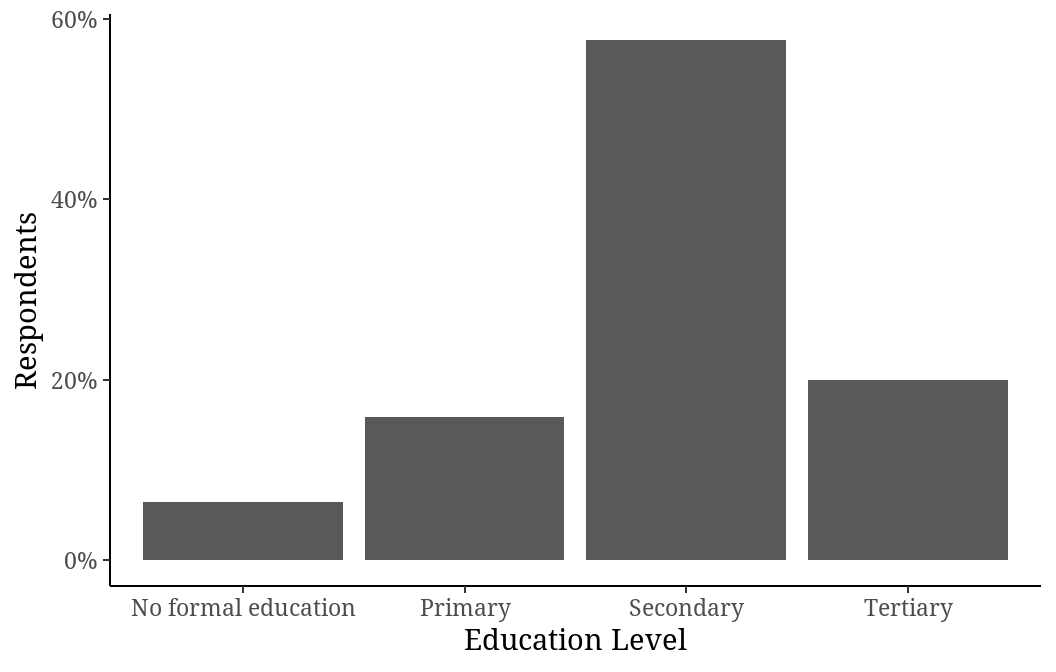 60%
40%
20%
0%
Respondents
No formal education Primary Secondary Tertiary
Education Level